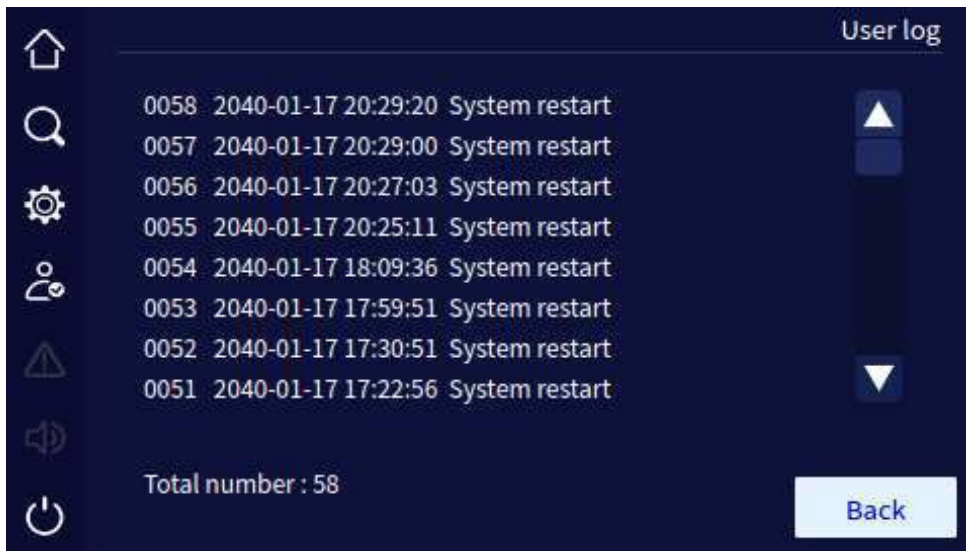 User log
0058 2040-01-17 20:29:20 System restart
0057 2040-01-17 20:29:00 System restart
0056 2040-01-17 20:27:03 System restart
0055 2040-01-17 20:25:11 System restart
0054 2040-01-17 18:09:36 System restart
0053 2040-01-17 17:59:51 System restart
0052 2040-01-17 17:30:51 System restart
0051 2040-01-17 17:22:56 System restart
Total number : 58
Back